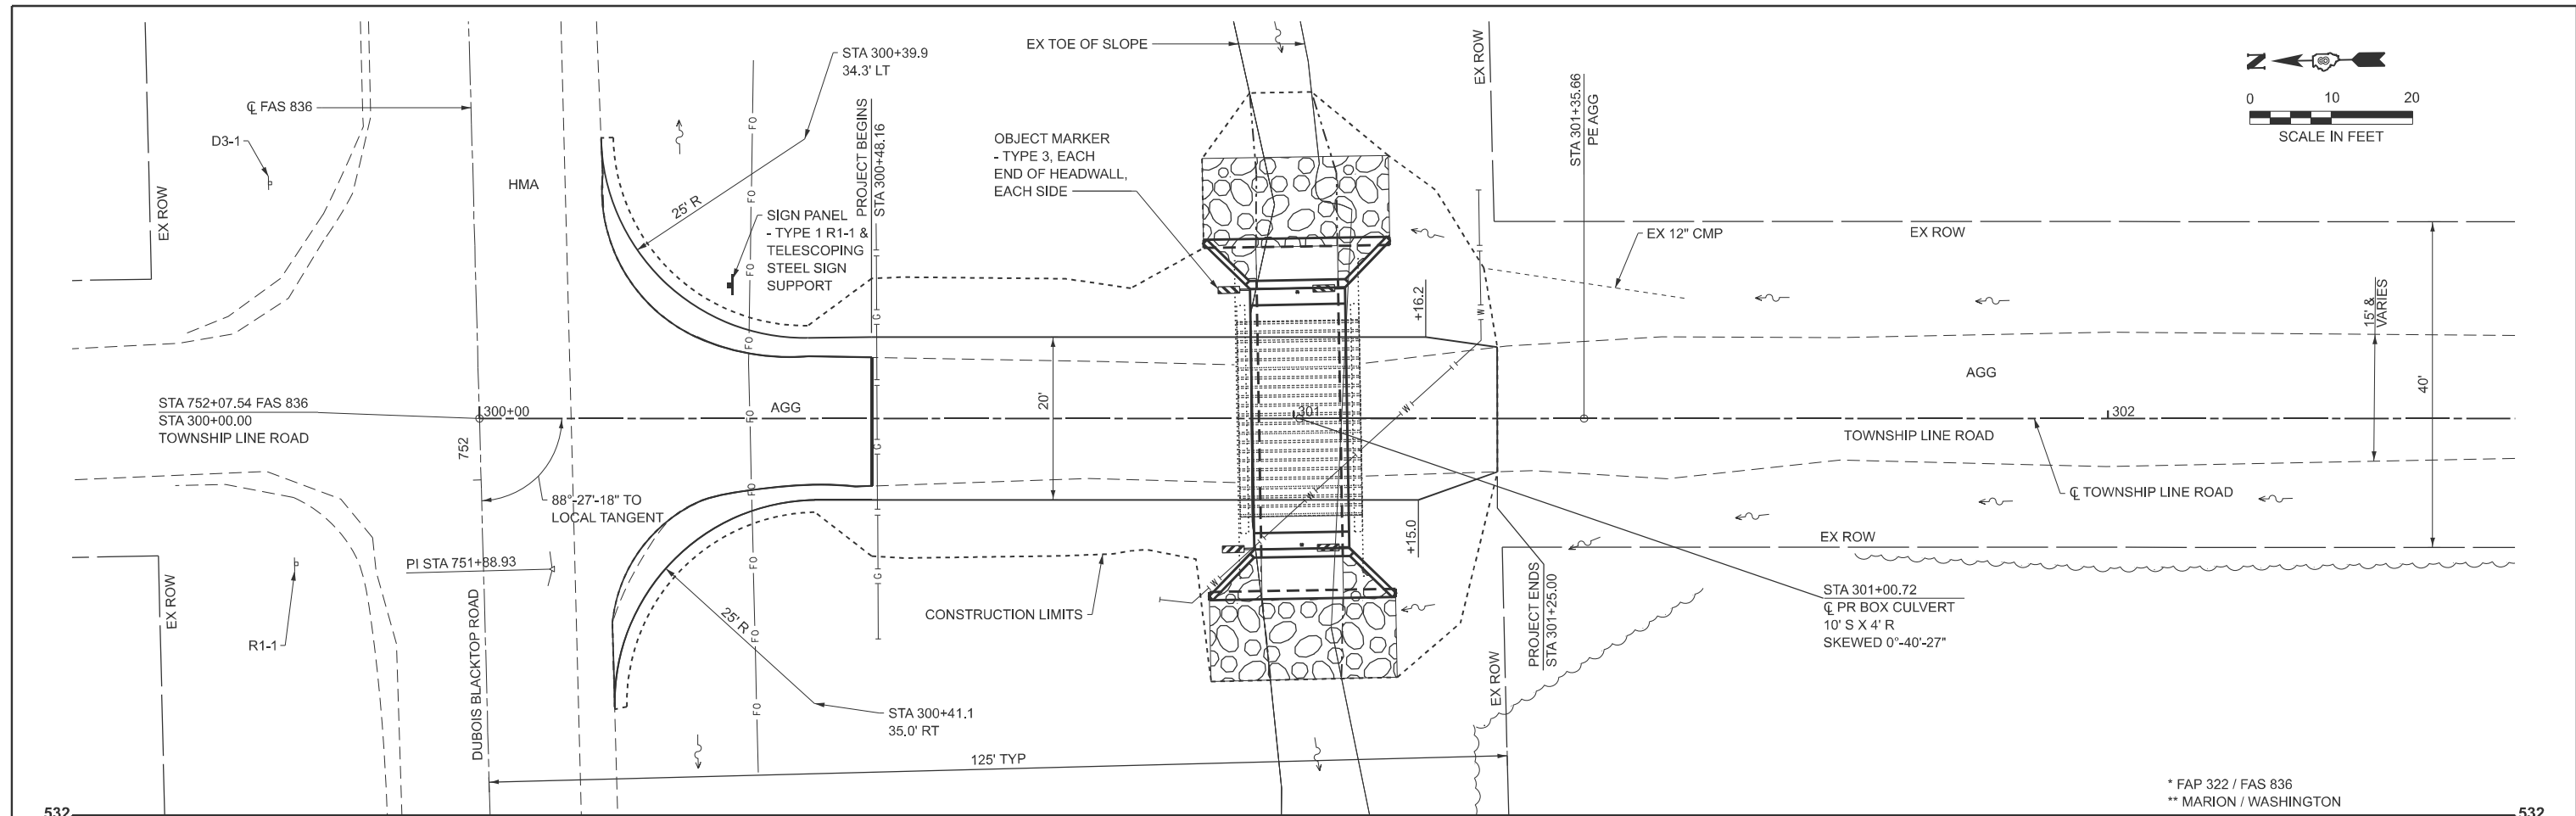 EX ROW
℄ FAS 836
D3-1
HMA
STA 300+39.9
34.3' LT
25' R
FO
SIGN PANEL
- TYPE 1 R1-1 &
TELESCOPING
STEEL SIGN
SUPPORT
PROJECT BEGINS
STA 300+48.16
EX TOE OF SLOPE
OBJECT MARKER
- TYPE 3, EACH
END OF HEADWALL,
EACH SIDE
EX ROW
STA 301+35.66
PE AGG
N
0 10 20
SCALE IN FEET
EX 12" CMP
EX ROW
+16.2
15' &
VARIES
40'
STA 752+07.54 FAS 836
STA 300+00.00
TOWNSHIP LINE ROAD
300+00
752
AGG
20'
G
W
301
AGG
302
TOWNSHIP LINE ROAD
℄ TOWNSHIP LINE ROAD
88°-27'-18" TO
LOCAL TANGENT
PI STA 751+88.93
EX ROW
R1-1
DUBOIS BLACKTOP ROAD
25' R
STA 300+41.1
35.0' RT
CONSTRUCTION LIMITS
+15.0
EX ROW
PROJECT ENDS
STA 301+25.00
EX ROW
STA 301+00.72
℄ PR BOX CULVERT
10' S X 4' R
SKEWED 0°-40'-27"
125' TYP
* FAP 322 / FAS 836
** MARION / WASHINGTON
532
532